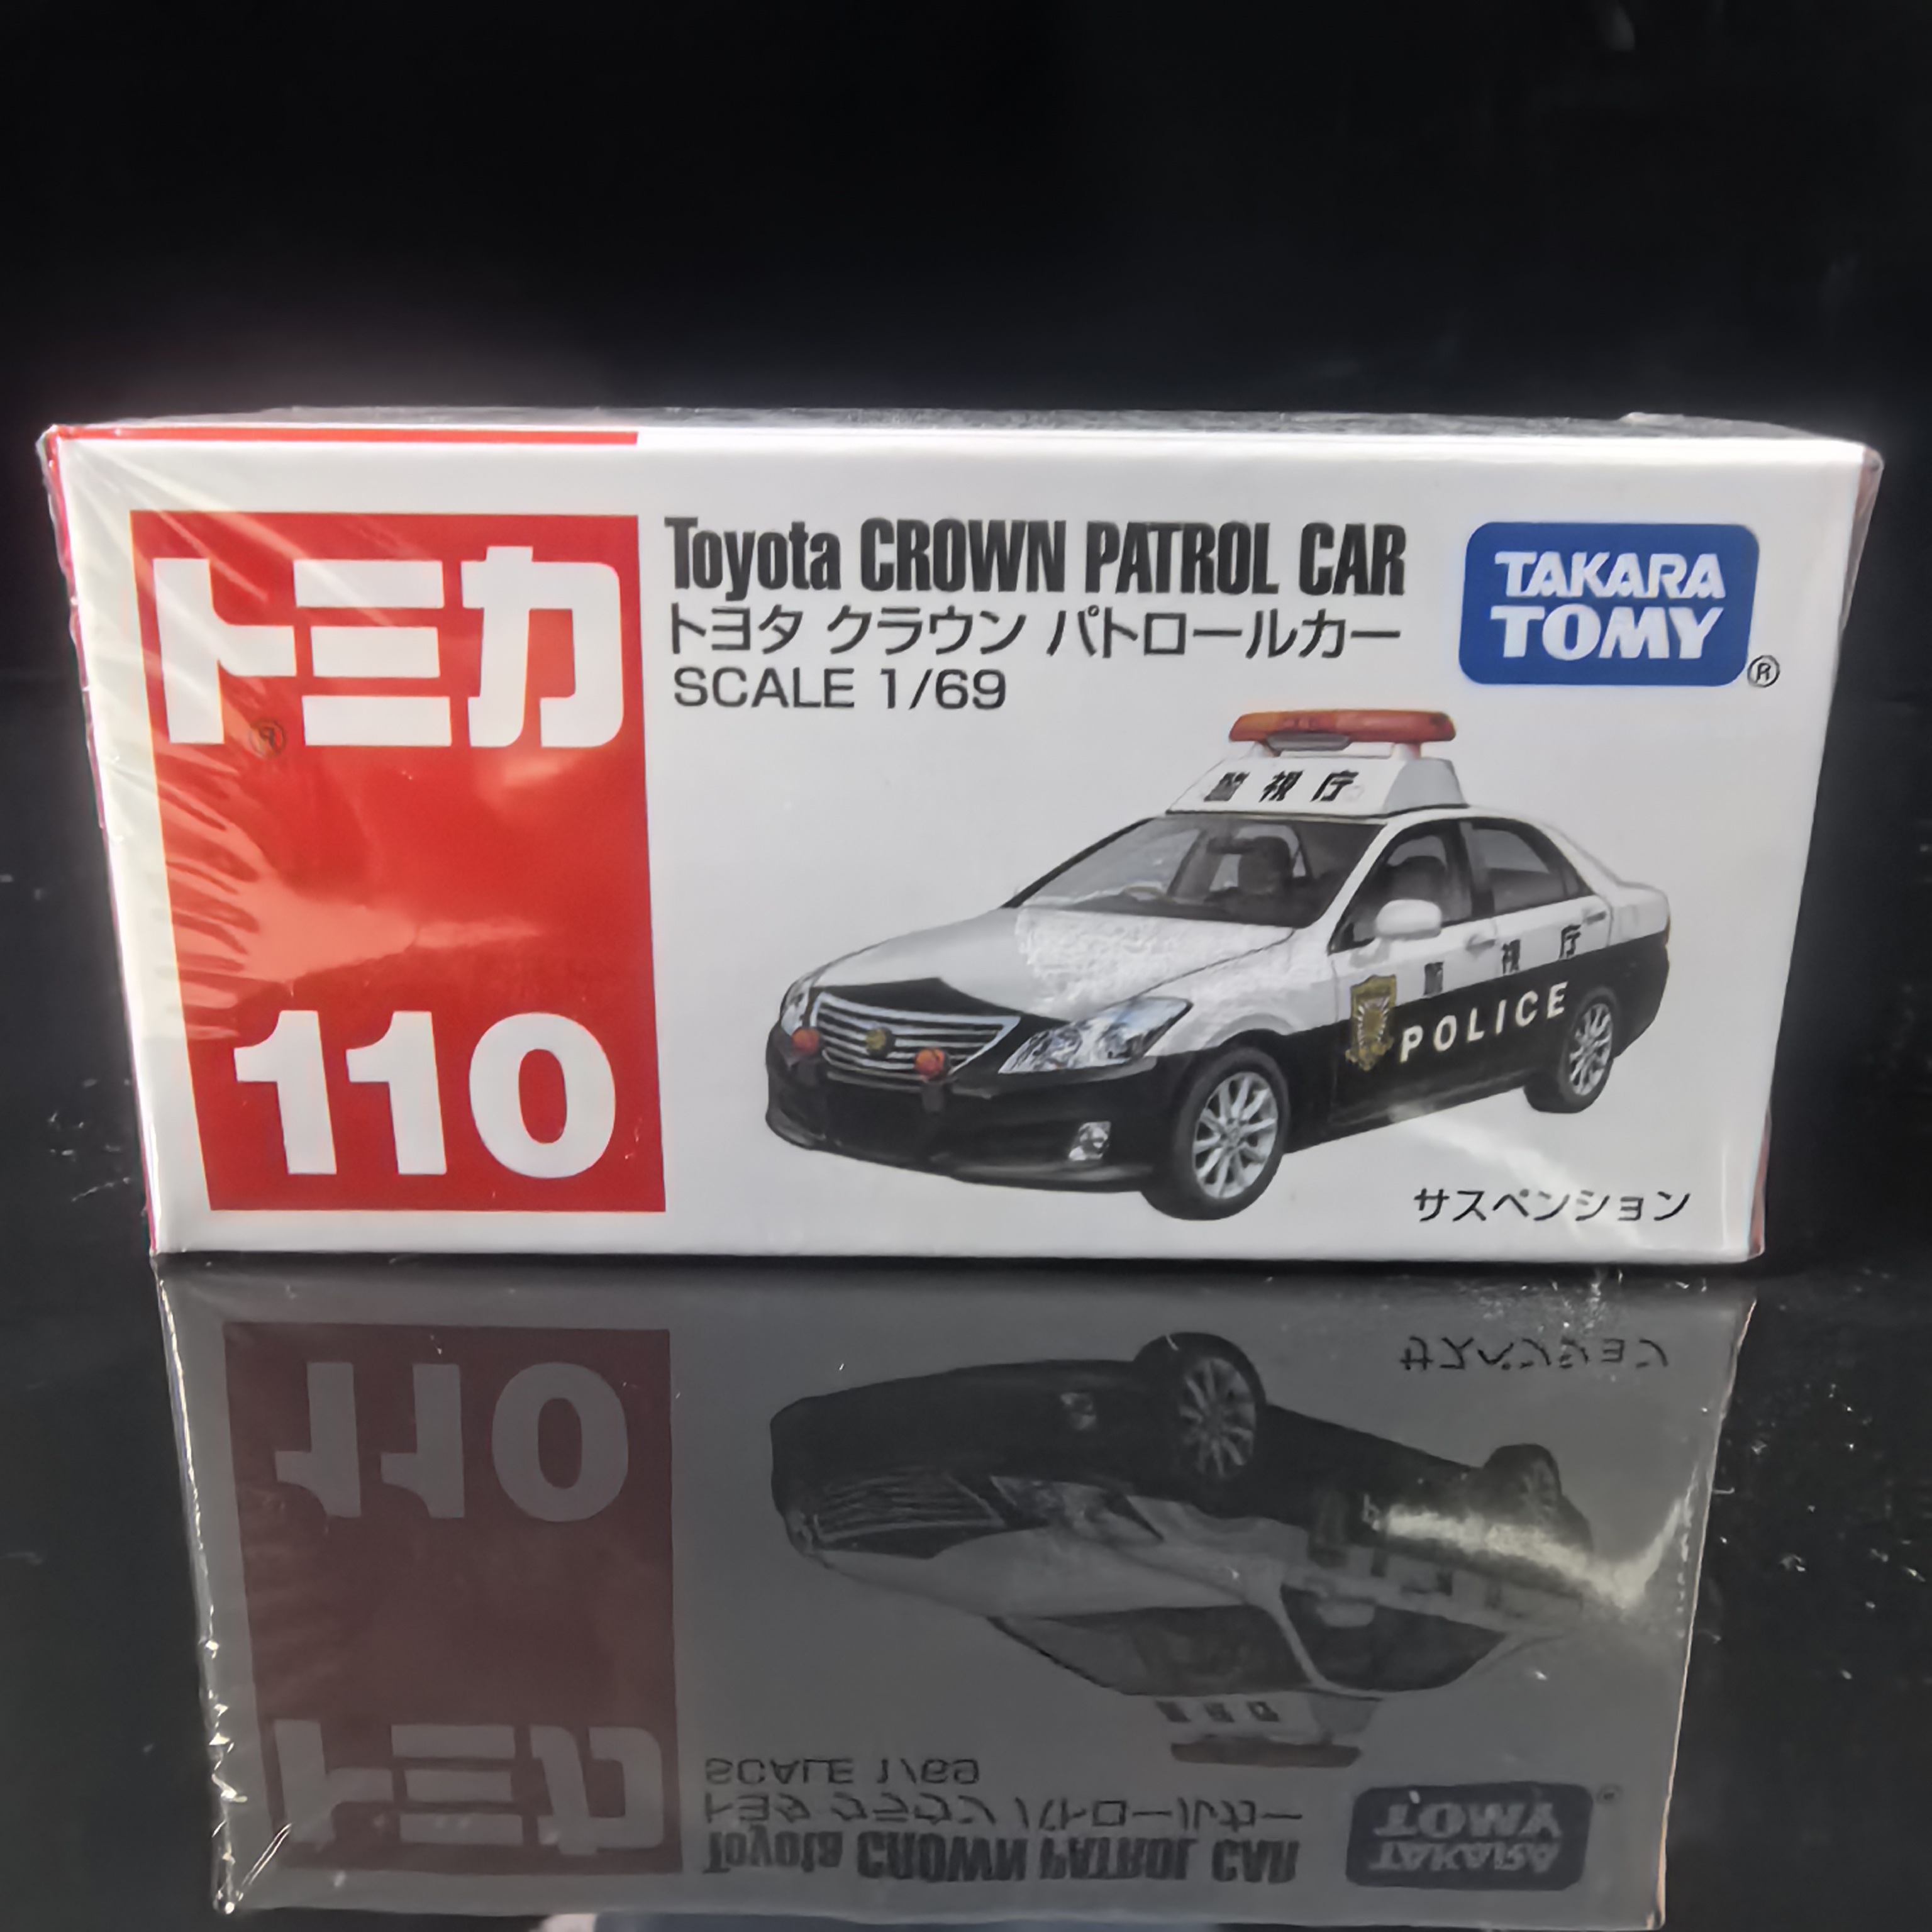 トミカ
®
110
Toyota CROWN PATROL CAR
トヨタ クラウン パトロールカー
SCALE 1/69
TAKARA
TOMY
®
警視庁
警視庁
POLICE
サスペンション